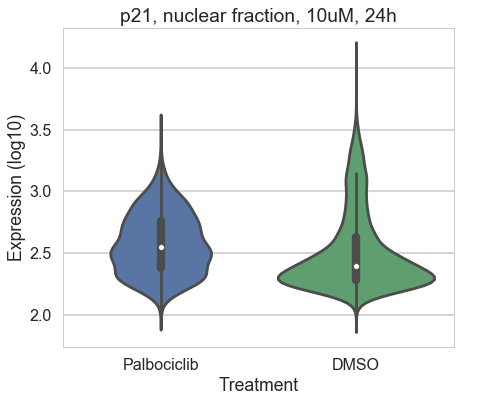 p21, nuclear fraction, 10uM, 24h
Expression (log10)
4.0
3.5
3.0
2.5
2.0
Palbociclib
DMSO
Treatment